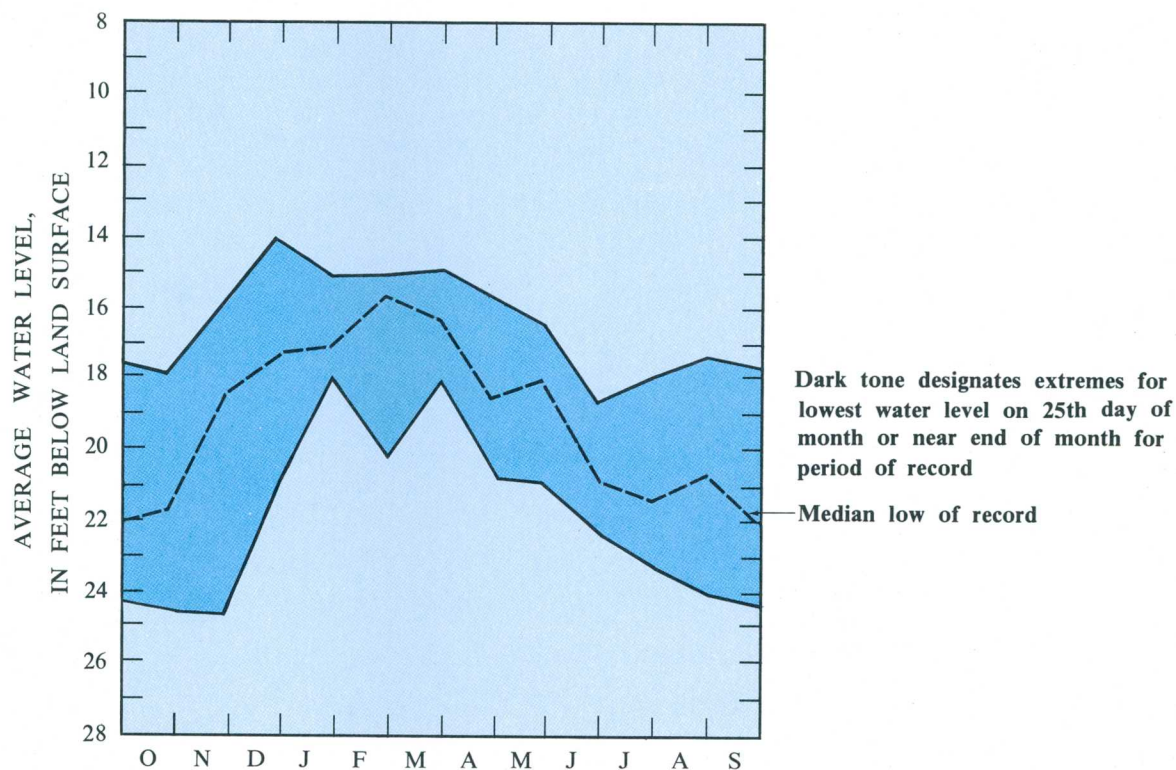 AVERAGE WATER LEVEL,
IN FEET BELOW LAND SURFACE
8
10
12
14
16
18
20
22
24
26
28
O N D J F M A M J J A S
Dark tone designates extremes for
lowest water level on 25th day of
month or near end of month for
period of record
Median low of record